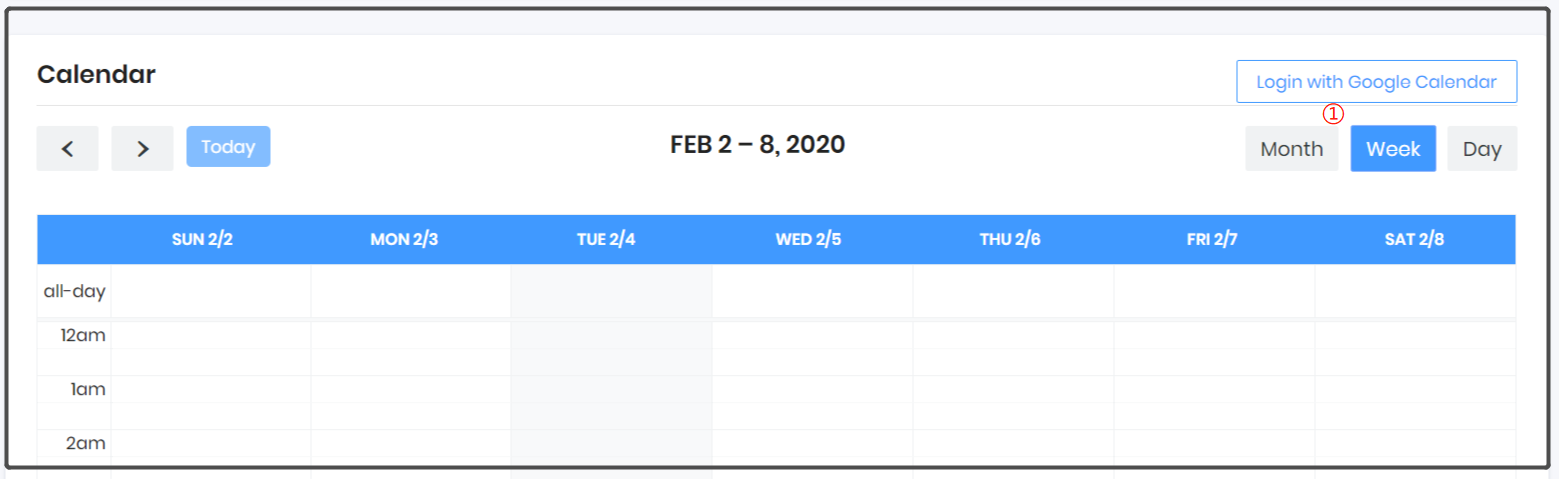 Calendar
Login with Google Calendar
①
< > Today
FEB 2 – 8, 2020
Month Week Day
SUN 2/2 MON 2/3 TUE 2/4 WED 2/5 THU 2/6 FRI 2/7 SAT 2/8
all-day
12am
1am
2am